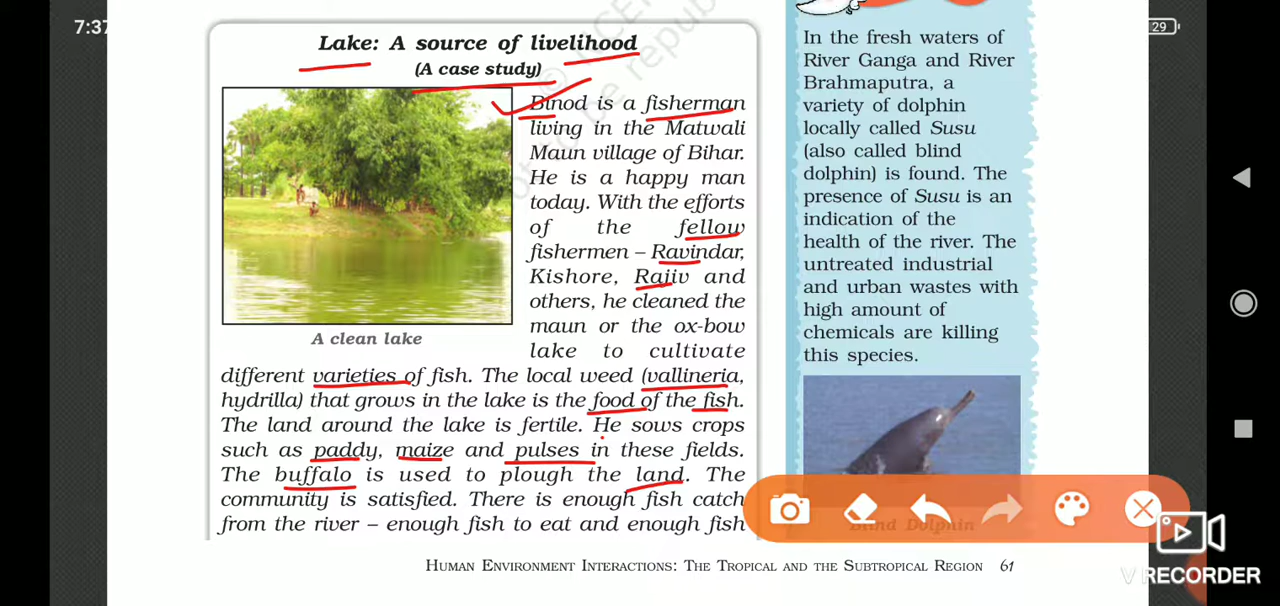 7:37
29
Lake: A source of livelihood
(A case study)
Binod is a fisherman
living in the Matwali
Maun village of Bihar.
He is a happy man
today. With the efforts
of the fellow
fishermen – Ravindar,
Kishore, Rajiv and
others, he cleaned the
maun or the ox-bow
lake to cultivate
A clean lake
different varieties of fish. The local weed (vallineria,
hydrilla) that grows in the lake is the food of the fish.
The land around the lake is fertile. He sows crops
such as paddy, maize and pulses in these fields.
The buffalo is used to plough the land. The
community is satisfied. There is enough fish catch
from the river – enough fish to eat and enough fish
In the fresh waters of
River Ganga and River
Brahmaputra, a
variety of dolphin
locally called Susu
(also called blind
dolphin) is found. The
presence of Susu is an
indication of the
health of the river. The
untreated industrial
and urban wastes with
high amount of
chemicals are killing
this species.
Blind Dolphin
Human Environment Interactions: The Tropical and the Subtropical Region 61
V RECORDER